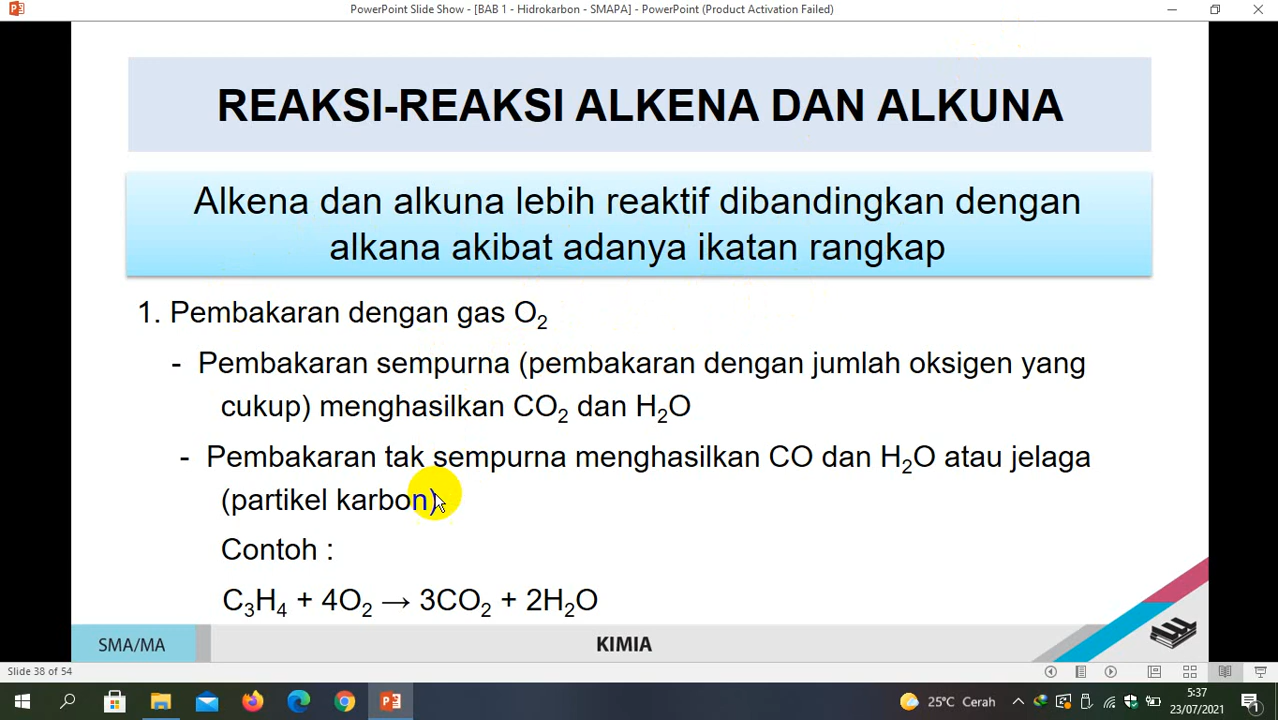 PowerPoint Slide Show - [BAB 1 - Hidrokarbon - SMAPA] - PowerPoint (Product Activation Failed)
REAKSI-REAKSI ALKENA DAN ALKUNA
Alkena dan alkuna lebih reaktif dibandingkan dengan
alkana akibat adanya ikatan rangkap
1. Pembakaran dengan gas O₂
- Pembakaran sempurna (pembakaran dengan jumlah oksigen yang
cukup) menghasilkan CO₂ dan H₂O
- Pembakaran tak sempurna menghasilkan CO dan H₂O atau jelaga
(partikel karbon)
Contoh :
C₃H₄ + 4O₂ → 3CO₂ + 2H₂O
SMA/MA
KIMIA
Slide 38 of 54
25°C Cerah
5:37
23/07/2021
1